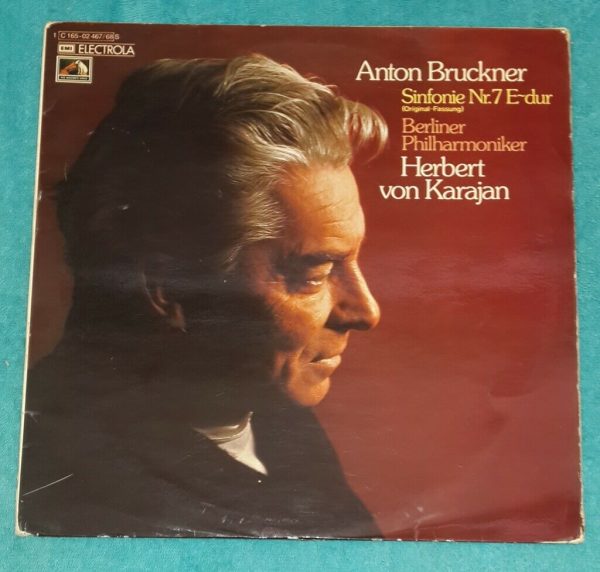 1 C 165-02 467/68 S
EMI ELECTROLA
Anton Bruckner
Sinfonie Nr.7 E-dur
(Original-Fassung)
Berliner
Philharmoniker
Herbert
von Karajan